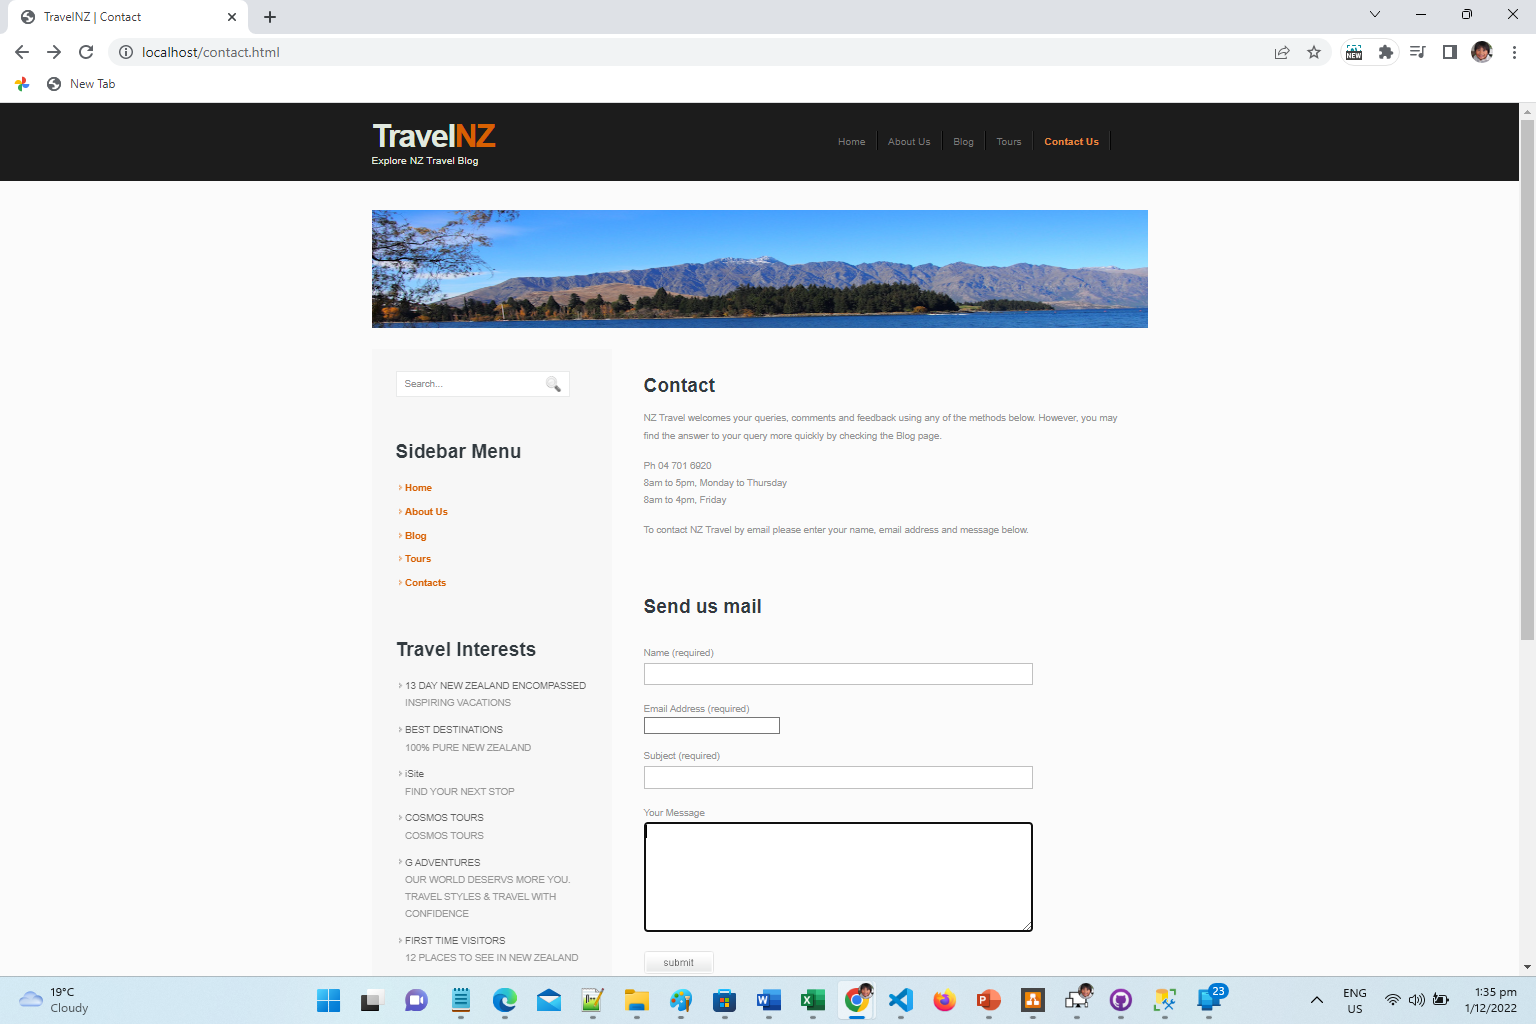 TravelNZ | Contact
localhost/contact.html
NEW
New Tab
TravelNZ
Explore NZ Travel Blog
Home
About Us
Blog
Tours
Contact Us
Search...
Sidebar Menu
Home
About Us
Blog
Tours
Contacts
Travel Interests
13 DAY NEW ZEALAND ENCOMPASSED
INSPIRING VACATIONS
BEST DESTINATIONS
100% PURE NEW ZEALAND
iSite
FIND YOUR NEXT STOP
COSMOS TOURS
COSMOS TOURS
G ADVENTURES
OUR WORLD DESERVS MORE YOU.
TRAVEL STYLES & TRAVEL WITH
CONFIDENCE
FIRST TIME VISITORS
12 PLACES TO SEE IN NEW ZEALAND
Contact
NZ Travel welcomes your queries, comments and feedback using any of the methods below. However, you may
find the answer to your query more quickly by checking the Blog page.
Ph 04 701 6920
8am to 5pm, Monday to Thursday
8am to 4pm, Friday
To contact NZ Travel by email please enter your name, email address and message below.
Send us mail
Name (required)
Email Address (required)
Subject (required)
Your Message
submit
19°C
Cloudy
23
ENG
US
1:35 pm
1/12/2022